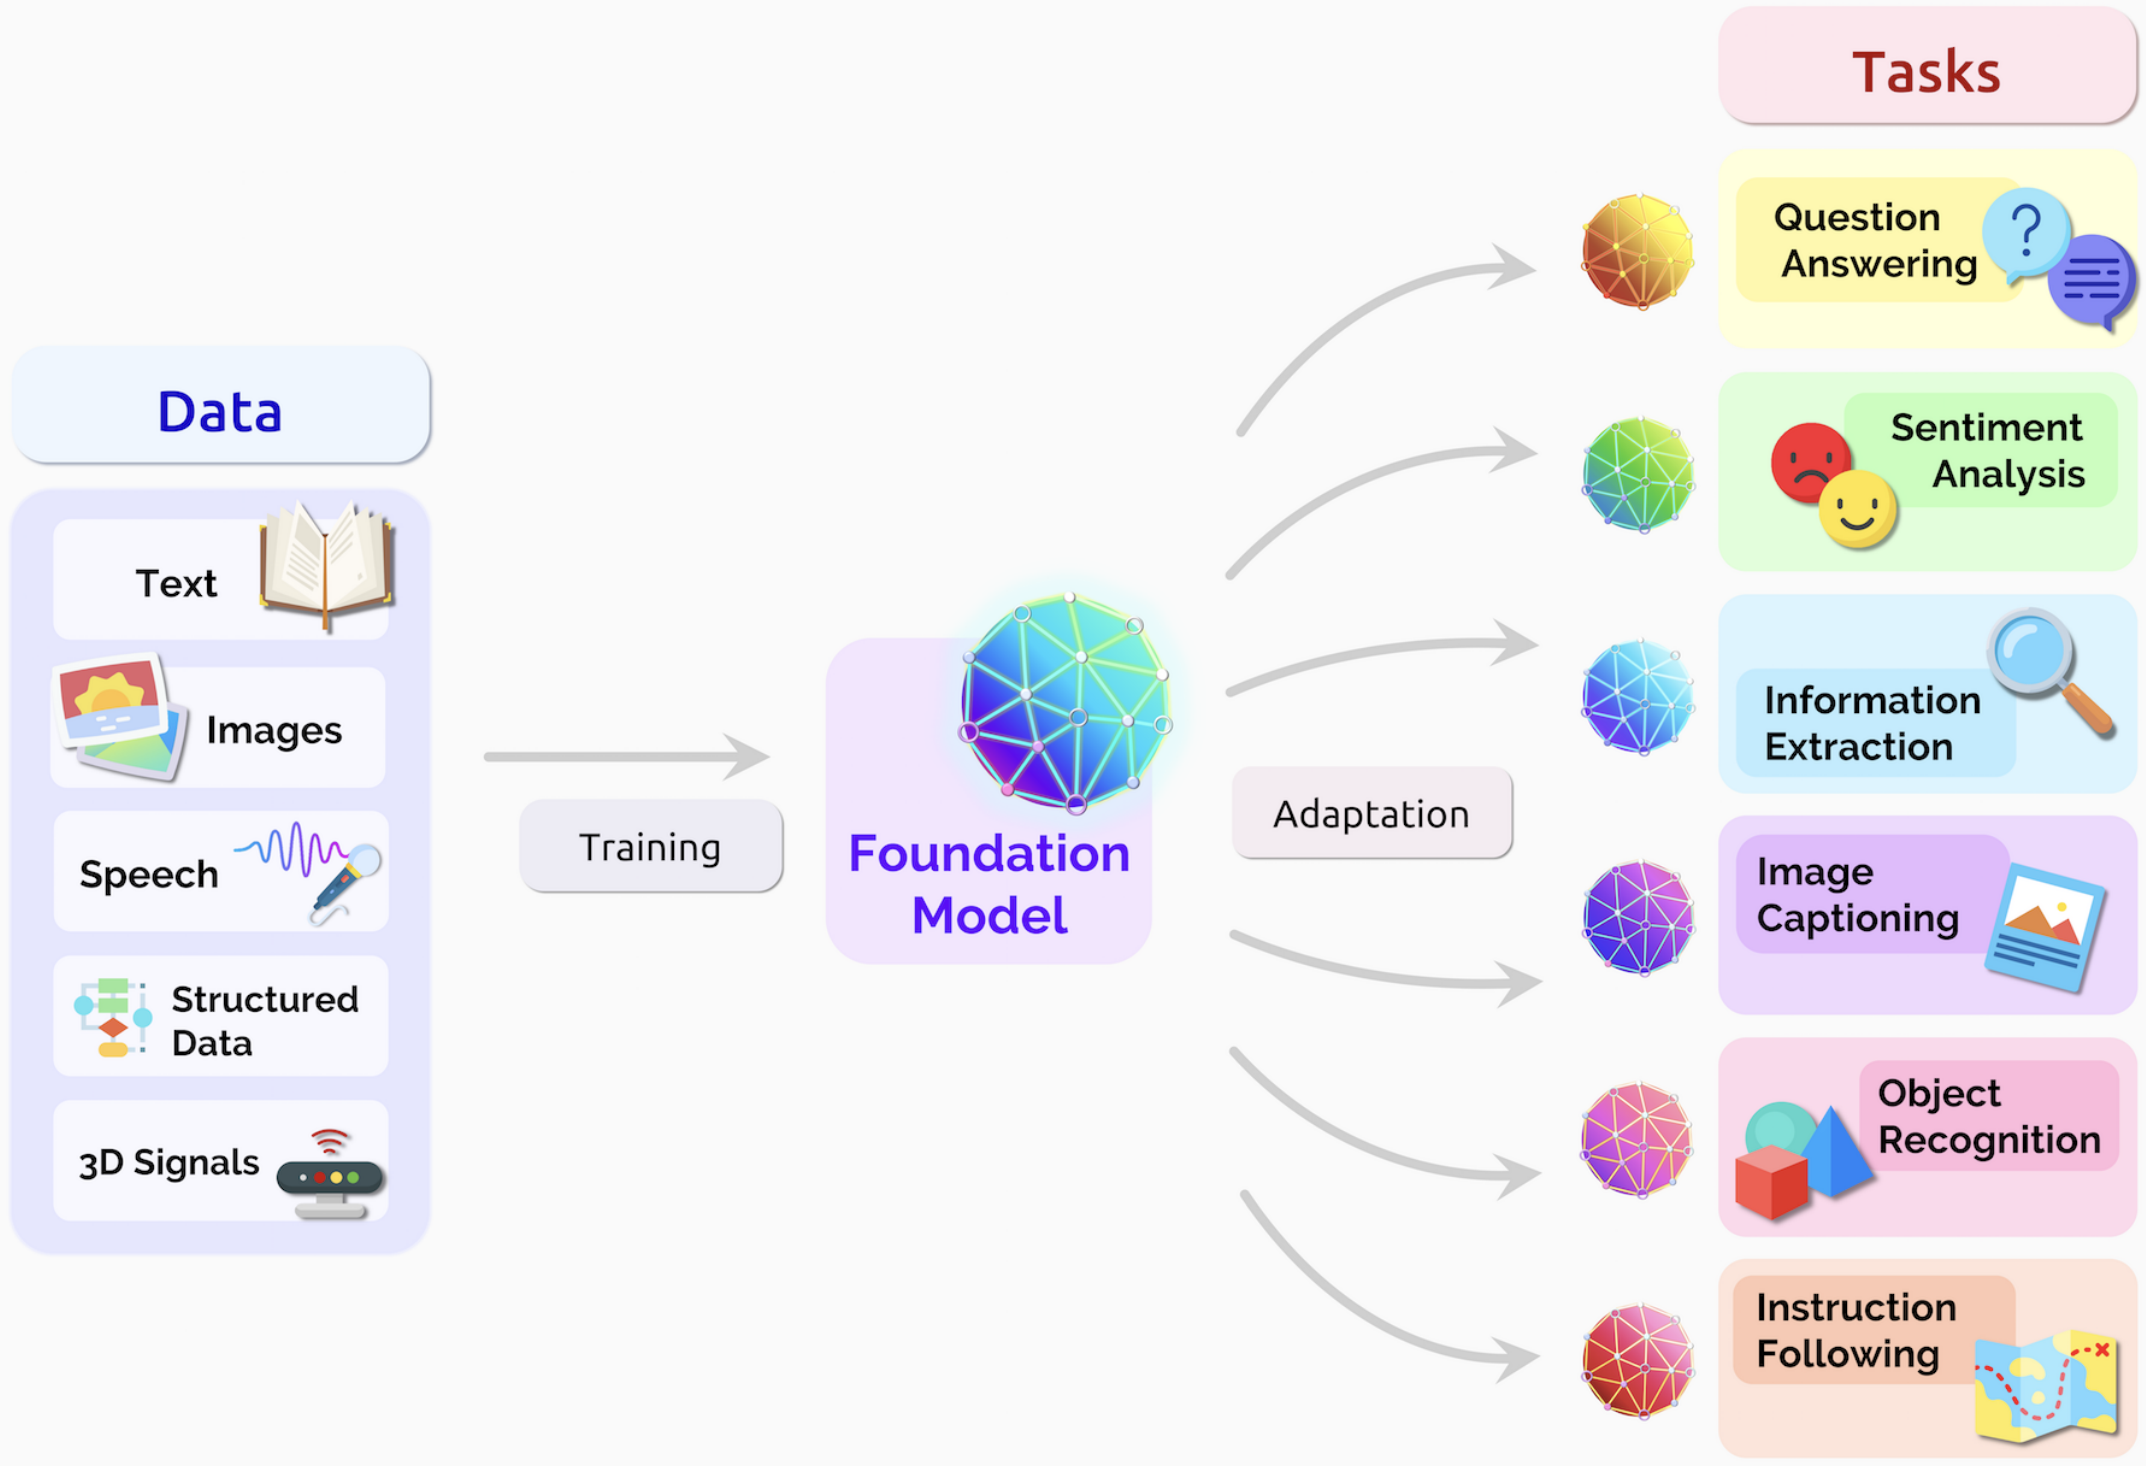 Data
Text
Images
Speech
Structured
Data
3D Signals
Training
Foundation
Model
Adaptation
Tasks
Question
Answering
?
Sentiment
Analysis
Information
Extraction
Image
Captioning
Object
Recognition
Instruction
Following